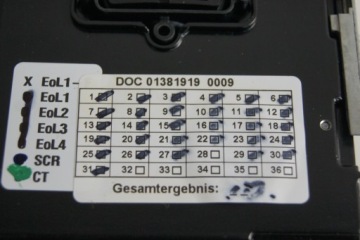 DOC 01381919 0009
X EoL1-
EoL1
EoL2
EoL3
EoL4
SCR
CT
1 2 3 4 5 6
7 8 9 10 11 12
13 14 15 16 17 18
19 20 21 22 23 24
25 26 27 28 29 30
31 32 33 34 35 36
Gesamtergebnis: